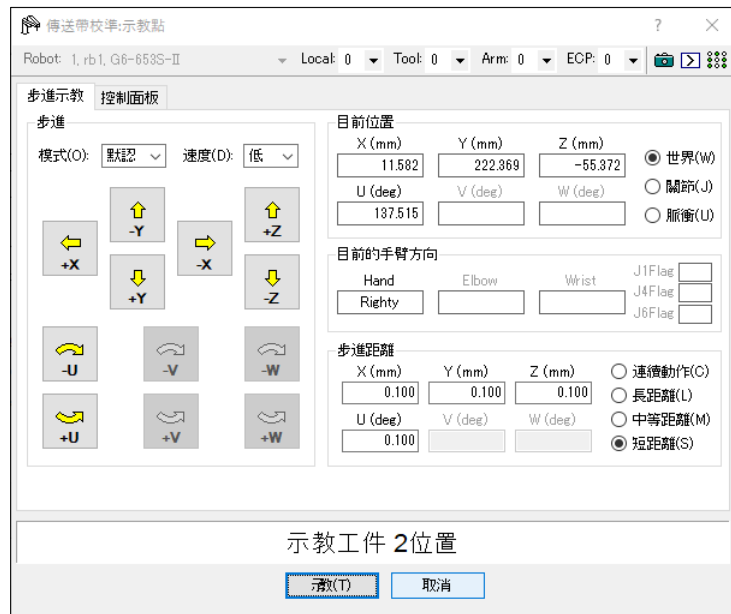 傳送帶校準:示教點
Robot: 1, rb1, G6-653S-II Local: 0 Tool: 0 Arm: 0 ECP: 0
步進示教 控制面板
步進
模式(O): 默認 速度(D): 低
-Y +Z
+X -X
+Y -Z
-U -V -W
+U +V +W
目前位置
X (mm) Y (mm) Z (mm)
11.582 222.369 -55.372
U (deg) V (deg) W (deg)
137.515
世界(W)
關節(J)
脈衝(U)
目前的手臂方向
Hand Elbow Wrist
Righty
J1Flag
J4Flag
J6Flag
步進距離
X (mm) Y (mm) Z (mm)
0.100 0.100 0.100
U (deg) V (deg) W (deg)
0.100
連續動作(C)
長距離(L)
中等距離(M)
短距離(S)
示教工件 2位置
示教(T) 取消